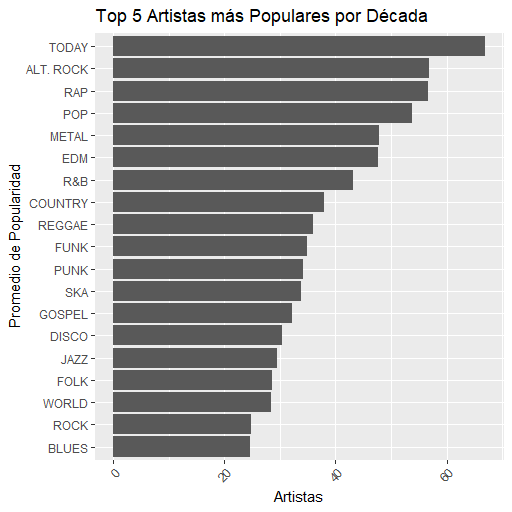 Top 5 Artistas más Populares por Década
Promedio de Popularidad
TODAY
ALT. ROCK
RAP
POP
METAL
EDM
R&B
COUNTRY
REGGAE
FUNK
PUNK
SKA
GOSPEL
DISCO
JAZZ
FOLK
WORLD
ROCK
BLUES
0
20
40
60
Artistas